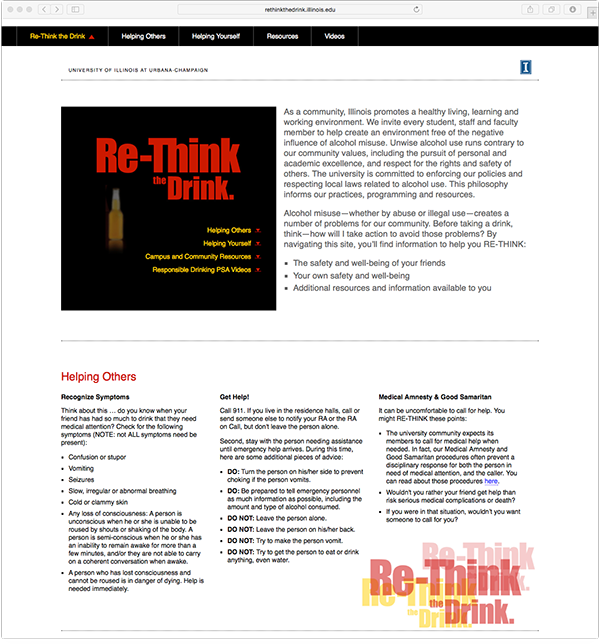 rethinkthedrink.illinois.edu
Re-Think the Drink
Helping Others
Helping Yourself
Resources
Videos
UNIVERSITY OF ILLINOIS AT URBANA-CHAMPAIGN
I
Re-Think
the Drink.
Helping Others
Helping Yourself
Campus and Community Resources
Responsible Drinking PSA Videos
As a community, Illinois promotes a healthy living, learning and
working environment. We invite every student, staff and faculty
member to help create an environment free of the negative
influence of alcohol misuse. Unwise alcohol use runs contrary to
our community values, including the pursuit of personal and
academic excellence, and respect for the rights and safety of
others. The university is committed to enforcing our policies and
respecting local laws related to alcohol use. This philosophy
informs our practices, programming and resources.
Alcohol misuse—whether by abuse or illegal use—creates a
number of problems for our community. Before taking a drink,
think—how will I take action to avoid those problems? By
navigating this site, you'll find information to help you RE-THINK:
• The safety and well-being of your friends
• Your own safety and well-being
• Additional resources and information available to you
Helping Others
Recognize Symptoms
Think about this ... do you know when your
friend has had so much to drink that they need
medical attention? Check for the following
symptoms (NOTE: not ALL symptoms need be
present):
• Confusion or stupor
• Vomiting
• Seizures
• Slow, irregular or abnormal breathing
• Cold or clammy skin
• Any loss of consciousness: A person is
unconscious when he or she is unable to be
roused by shouts or shaking of the body. A
person is semi-conscious when he or she has
an inability to remain awake for more than a
few minutes, and/or they are not able to carry
on a coherent conversation when awake.
• A person who has lost consciousness and
cannot be roused is in danger of dying. Help is
needed immediately.
Get Help!
Call 911. If you live in the residence halls, call or
send someone else to notify your RA or the RA
on Call, but don't leave the person alone.
Second, stay with the person needing assistance
until emergency help arrives. During this time,
here are some additional pieces of advice:
• DO: Turn the person on his/her side to prevent
choking if the person vomits.
• DO: Be prepared to tell emergency personnel
as much information as possible, including the
amount and type of alcohol consumed.
• DO NOT: Leave the person alone.
• DO NOT: Leave the person on his/her back.
• DO NOT: Try to make the person vomit.
• DO NOT: Try to get the person to eat or drink
anything, even water.
Medical Amnesty & Good Samaritan
It can be uncomfortable to call for help. You
might RE-THINK these points:
• The university community expects its
members to call for medical help when
needed. In fact, our Medical Amnesty and
Good Samaritan procedures often prevent a
disciplinary response for both the person in
need of medical attention, and the caller. You
can read about those procedures here.
• Wouldn't you rather your friend get help than
risk serious medical complications or death?
• If you were in that situation, wouldn't you want
someone to call for you?
Re-Think
Re-Think
Re-Think
the Drink.